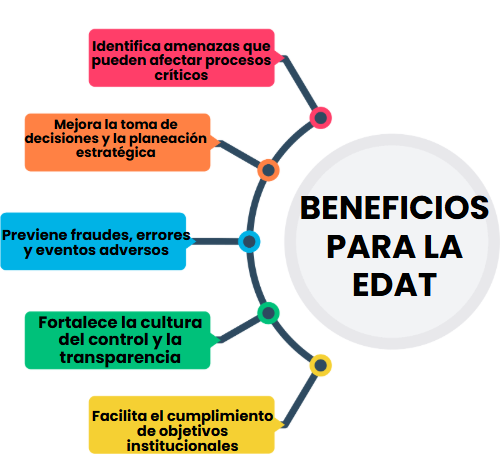 Identifica amenazas que
pueden afectar procesos
críticos
Mejora la toma de
decisiones y la planeación
estratégica
Previene fraudes, errores
y eventos adversos
Fortalece la cultura
del control y la
transparencia
Facilita el cumplimiento
de objetivos
institucionales
BENEFICIOS
PARA LA
EDAT